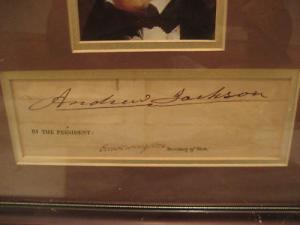 Andrew Jackson
BY THE PRESIDENT:
Secretary of State.